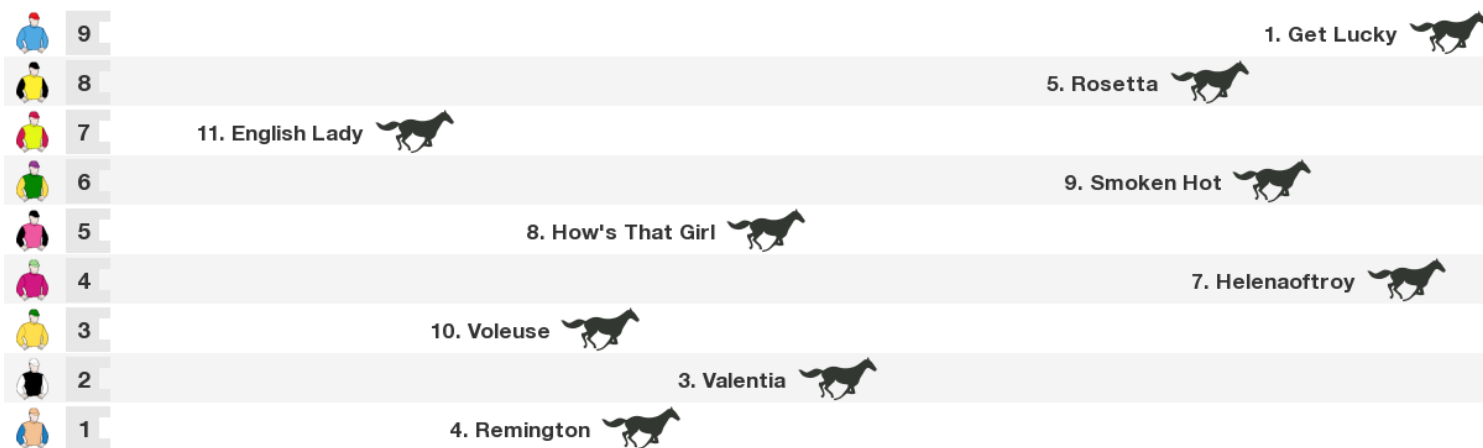 9 1. Get Lucky
8 5. Rosetta
7 11. English Lady
6 9. Smoken Hot
5 8. How's That Girl
4 7. Helenaoftroy
3 10. Voleuse
2 3. Valentia
1 4. Remington